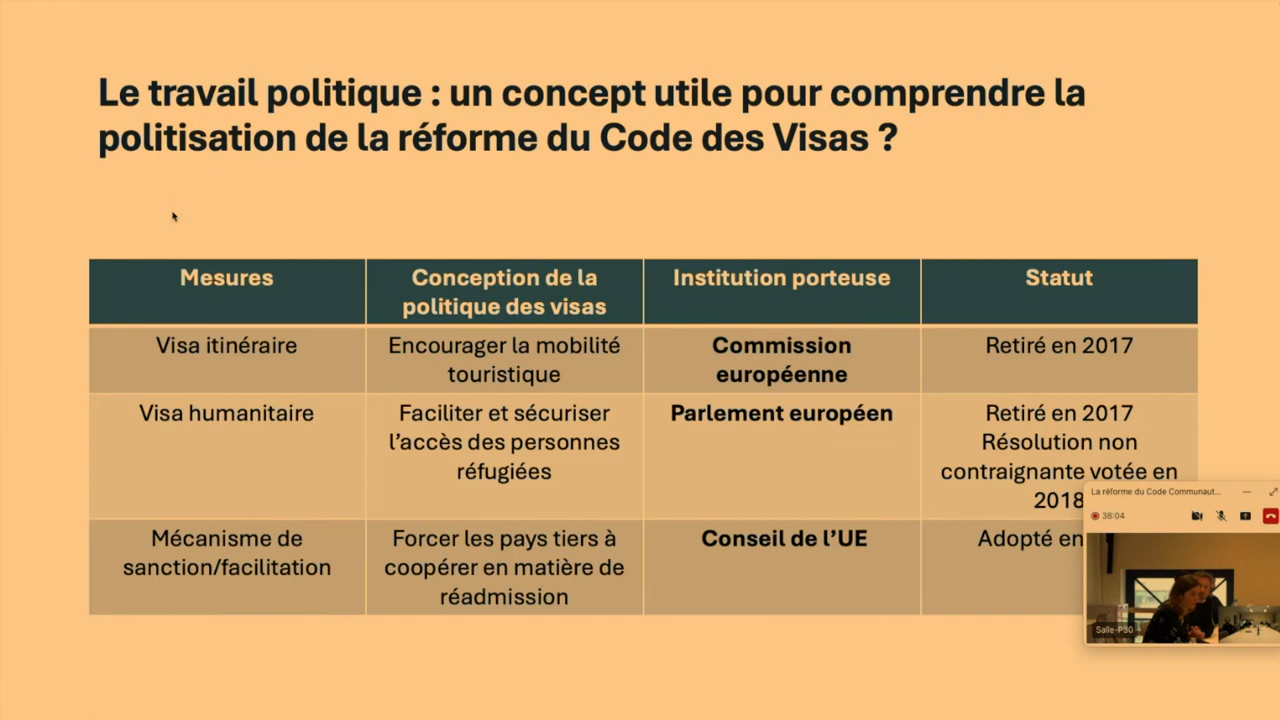 Le travail politique : un concept utile pour comprendre la
politisation de la réforme du Code des Visas ?
Mesures
Conception de la
politique des visas
Institution porteuse
Statut
Visa itinéraire
Encourager la mobilité
touristique
Commission
européenne
Retiré en 2017
Visa humanitaire
Faciliter et sécuriser
l’accès des personnes
réfugiées
Parlement européen
Retiré en 2017
Résolution non
contraignante votée en
2018
Mécanisme de
sanction/facilitation
Forcer les pays tiers à
coopérer en matière de
réadmission
Conseil de l’UE
Adopté en
La réforme du Code Communaut...
38:04
Salle-P30